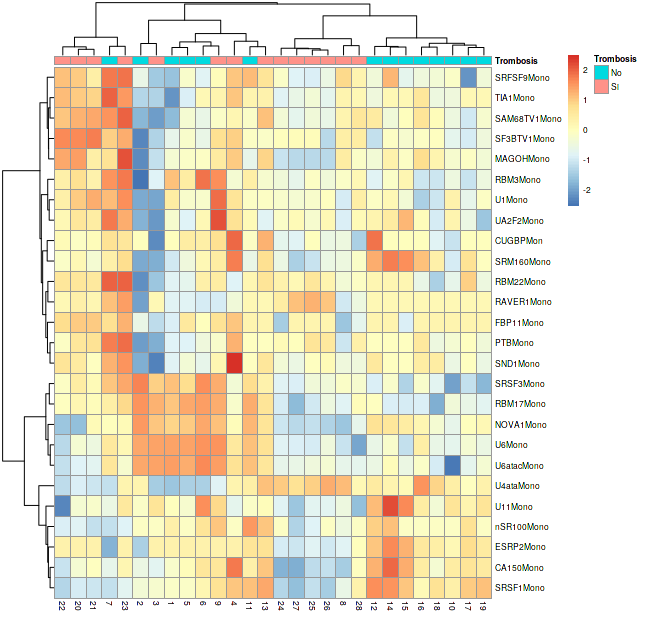 Trombosis
SRFSF9Mono
TIA1Mono
SAM68TV1Mono
SF3BTV1Mono
MAGOHMono
RBM3Mono
U1Mono
UA2F2Mono
CUGBPMon
SRM160Mono
RBM22Mono
RAVER1Mono
FBP11Mono
PTBMono
SND1Mono
SRSF3Mono
RBM17Mono
NOVA1Mono
U6Mono
U6atacMono
U4ataMono
U11Mono
nSR100Mono
ESRP2Mono
CA150Mono
SRSF1Mono
22 20 21 7 23 2 3 1 5 6 9 4 11 13 24 27 25 26 8 28 12 14 15 16 18 10 17 19
2
1
0
-1
-2
Trombosis
No
SI